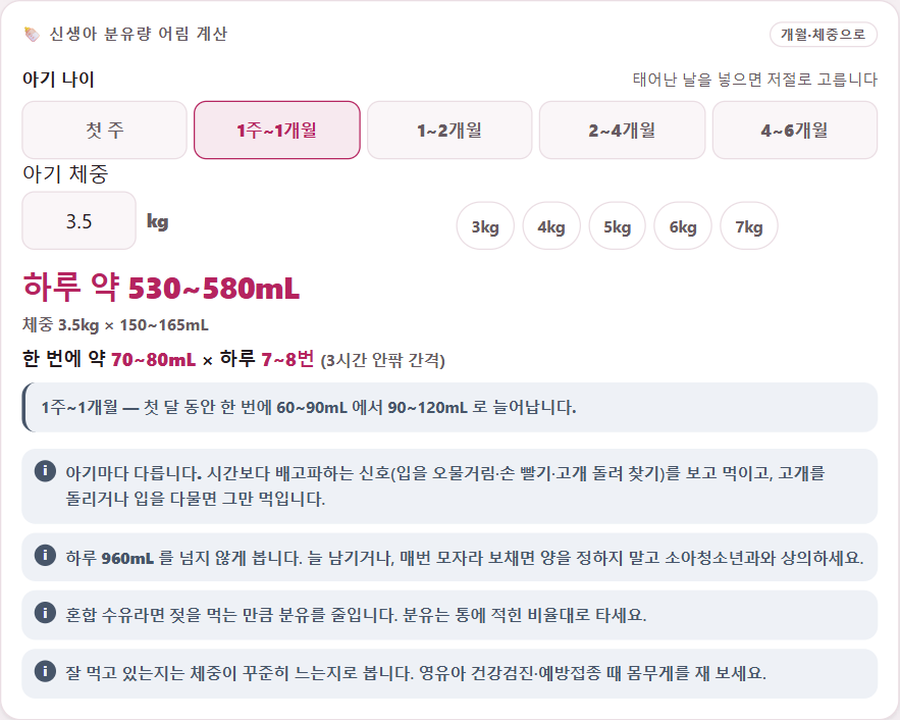 신생아 분유량 어림 계산
개월·체중으로
아기 나이
태어난 날을 넣으면 저절로 고릅니다
첫 주
1주~1개월
1~2개월
2~4개월
4~6개월
아기 체중
3.5 kg
3kg
4kg
5kg
6kg
7kg
하루 약 530~580mL
체중 3.5kg × 150~165mL
한 번에 약 70~80mL × 하루 7~8번 (3시간 안팎 간격)
1주~1개월 — 첫 달 동안 한 번에 60~90mL 에서 90~120mL 로 늘어납니다.
아기마다 다릅니다. 시간보다 배고파하는 신호(입을 오물거림·손 빨기·고개 돌려 찾기)를 보고 먹이고, 고개를
돌리거나 입을 다물면 그만 먹입니다.
하루 960mL 를 넘지 않게 봅니다. 늘 남기거나, 매번 모자라 보채면 양을 정하지 말고 소아청소년과와 상의하세요.
혼합 수유라면 젖을 먹는 만큼 분유를 줄입니다. 분유는 통에 적힌 비율대로 타세요.
잘 먹고 있는지는 체중이 꾸준히 느는지로 봅니다. 영유아 건강검진·예방접종 때 몸무게를 재 보세요.